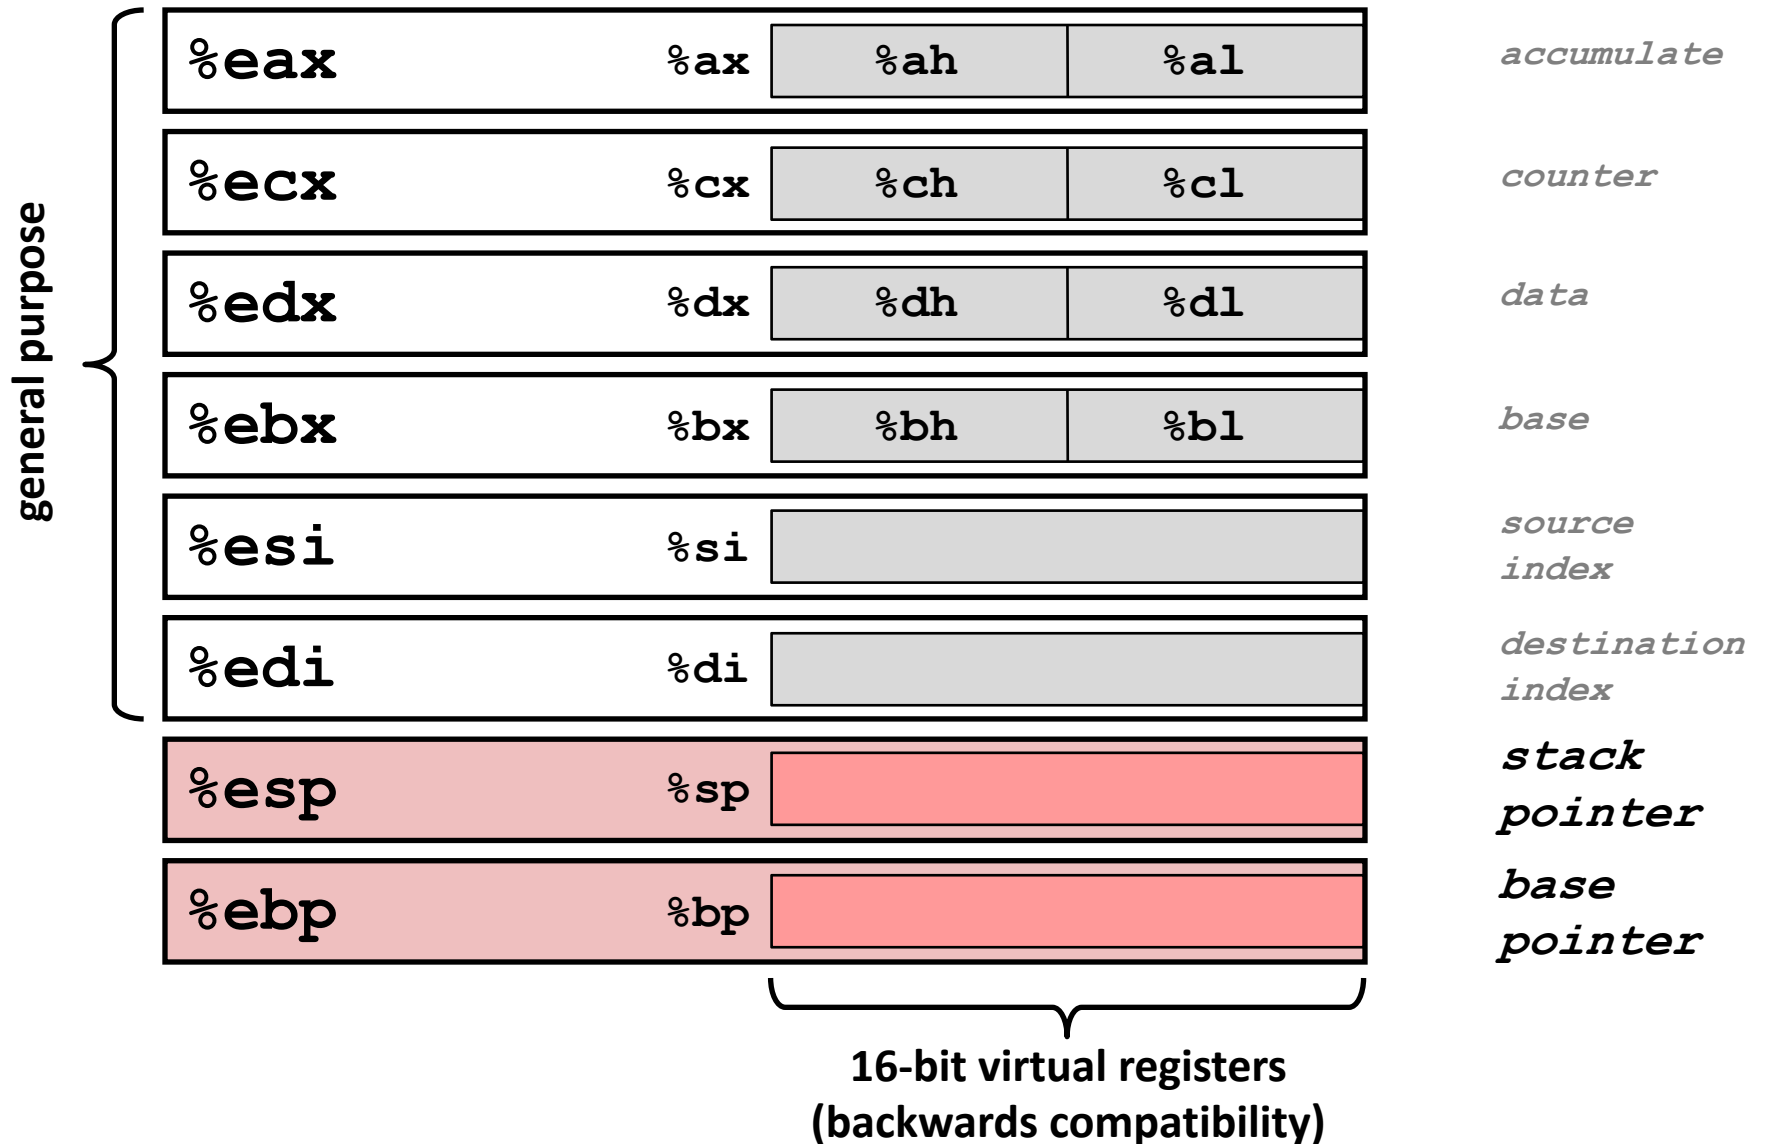 general purpose
%eax %ax %ah %al accumulate
%ecx %cx %ch %cl counter
%edx %dx %dh %dl data
%ebx %bx %bh %bl base
%esi %si source
index
%edi %di destination
index
%esp %sp stack
pointer
%ebp %bp base
pointer
16-bit virtual registers
(backwards compatibility)